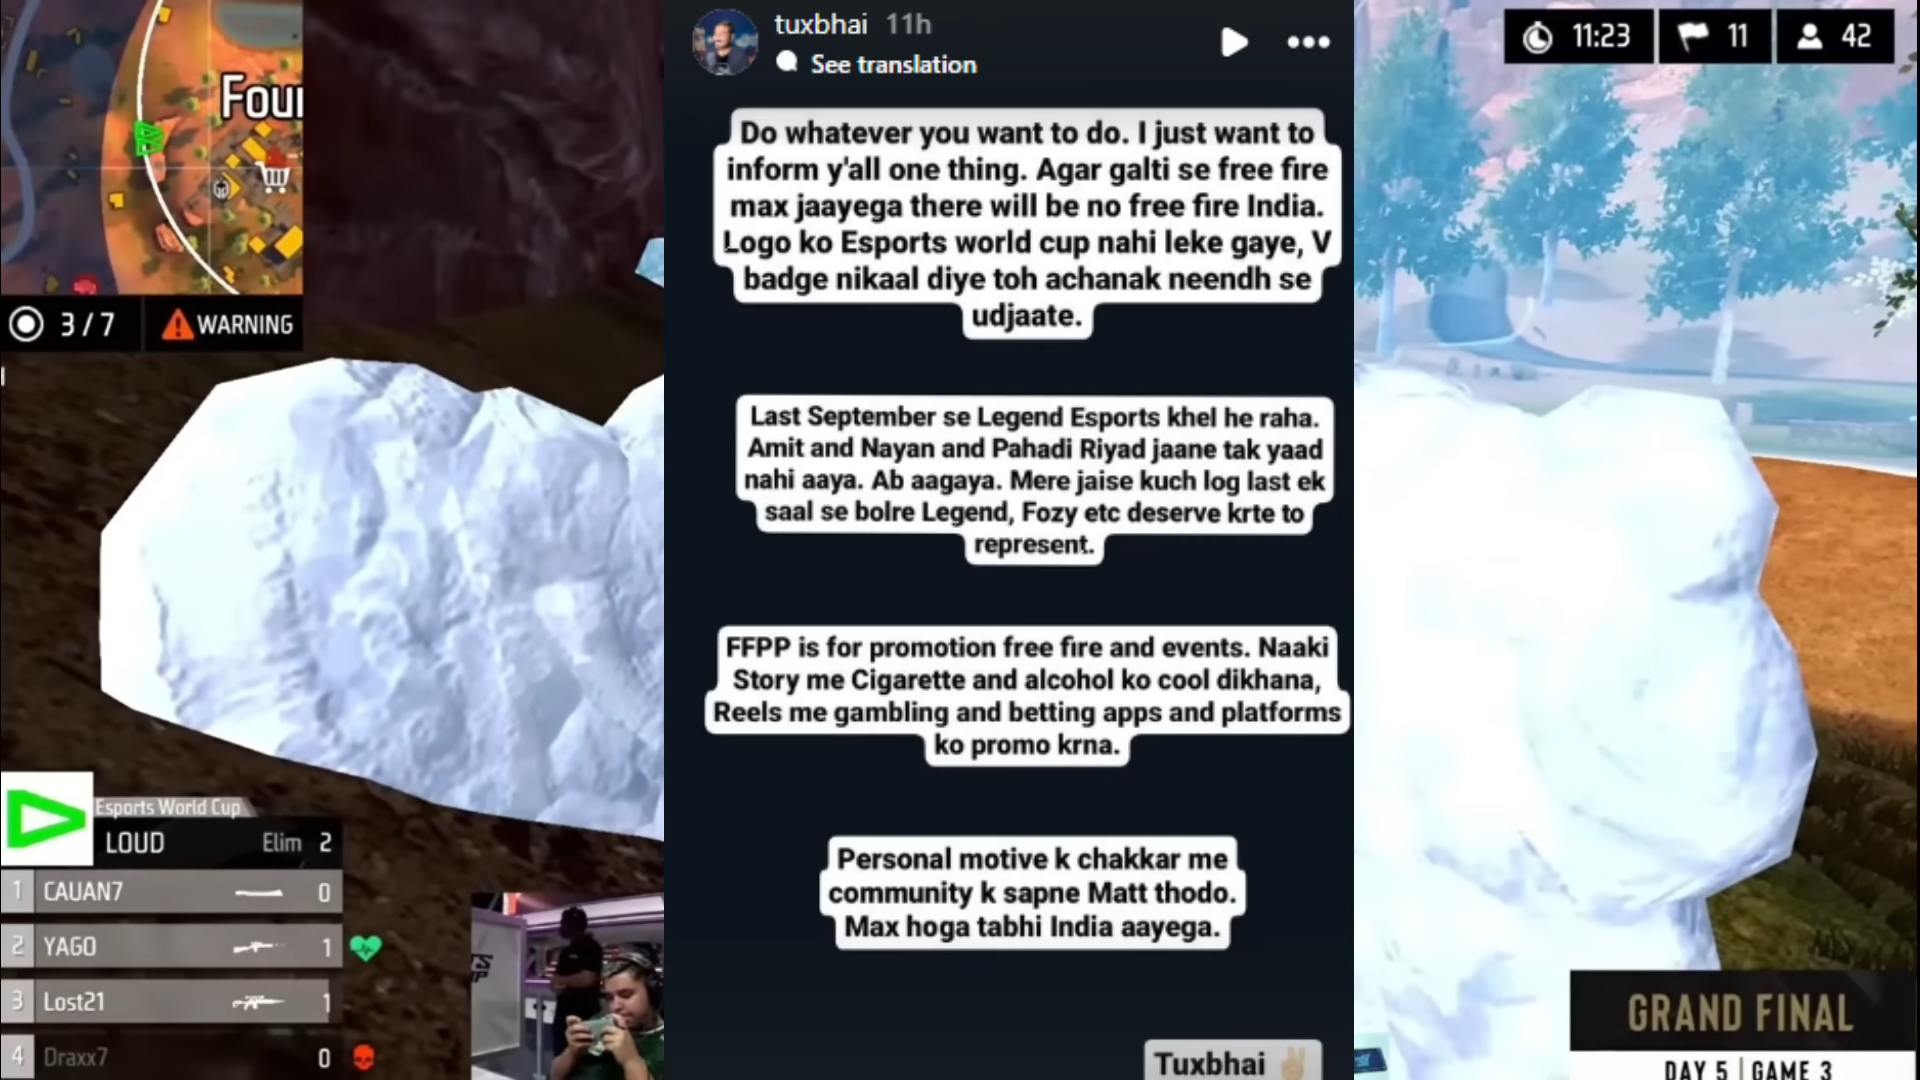 Four
3/7
WARNING
Esports World Cup
LOUD Elim 2
1 CAUAN7 0
2 YAGO 1
3 Lost21 1
4 Draxx7 0
tuxbhai 11h
See translation
Do whatever you want to do. I just want to
inform y'all one thing. Agar galti se free fire
max jaayega there will be no free fire India.
Logo ko Esports world cup nahi leke gaye, V
badge nikaal diye toh achanak neendh se
udjaate.
Last September se Legend Esports khel he raha.
Amit and Nayan and Pahadi Riyad jaane tak yaad
nahi aaya. Ab aagaya. Mere jaise kuch log last ek
saal se bolre Legend, Fozy etc deserve krte to
represent.
FFPP is for promotion free fire and events. Naaki
Story me Cigarette and alcohol ko cool dikhana,
Reels me gambling and betting apps and platforms
ko promo krna.
Personal motive k chakkar me
community k sapne Matt thodo.
Max hoga tabhi India aayega.
Tuxbhai ✌🏼
11:23 11 42
GRAND FINAL
DAY 5 | GAME 3